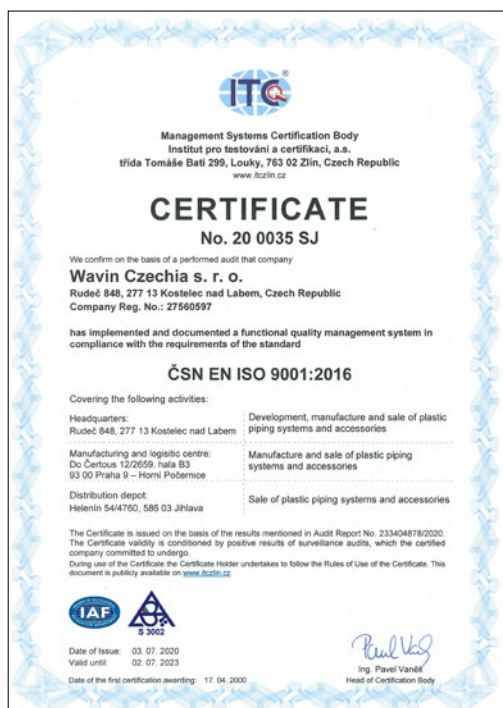 ITC
®
Management Systems Certification Body
Institut pro testování a certifikaci, a.s.
třída Tomáše Bati 299, Louky, 763 02 Zlín, Czech Republic
www.itczlin.cz
CERTIFICATE
No. 20 0035 SJ
We confirm on the basis of a performed audit that company
Wavin Czechia s. r. o.
Rudeč 848, 277 13 Kostelec nad Labem, Czech Republic
Company Reg. No.: 27560597
has implemented and documented a functional quality management system in
compliance with the requirements of the standard
ČSN EN ISO 9001:2016
Covering the following activities:
Headquarters:
Rudeč 848, 277 13 Kostelec nad Labem
Development, manufacture and sale of plastic
piping systems and accessories
Manufacturing and logisitic centre:
Do Čertous 12/2659, hala B3
93 00 Praha 9 – Horní Počernice
Manufacture and sale of plastic piping
systems and accessories
Distribution depot:
Helenín 54/4760, 586 03 Jihlava
Sale of plastic piping systems and accessories
The Certificate is issued on the basis of the results mentioned in Audit Report No. 233404878/2020.
The Certificate validity is conditioned by positive results of surveillance audits, which the certified
company committed to undergo.
During use of the Certificate the Certificate Holder undertakes to follow the Rules of Use of the Certificate. This
document is publicly available on www.itczlin.cz
IAF
S 3002
Date of Issue: 03. 07. 2020
Valid until: 02. 07. 2023
Date of the first certification awarding: 17. 04. 2000
Ing. Pavel Vaněk
Head of Certification Body